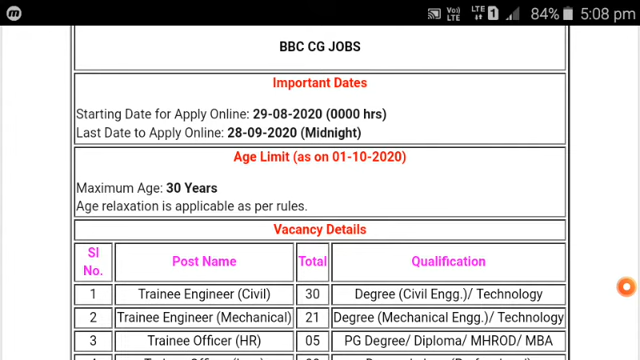 VoI) LTE LTE 1 84% 5:08 pm
BBC CG JOBS
Important Dates
Starting Date for Apply Online: 29-08-2020 (0000 hrs)
Last Date to Apply Online: 28-09-2020 (Midnight)
Age Limit (as on 01-10-2020)
Maximum Age: 30 Years
Age relaxation is applicable as per rules.
Vacancy Details
Sl No. Post Name Total Qualification
1 Trainee Engineer (Civil) 30 Degree (Civil Engg.)/ Technology
2 Trainee Engineer (Mechanical) 21 Degree (Mechanical Engg.)/ Technology
3 Trainee Officer (HR) 05 PG Degree/ Diploma/ MHROD/ MBA